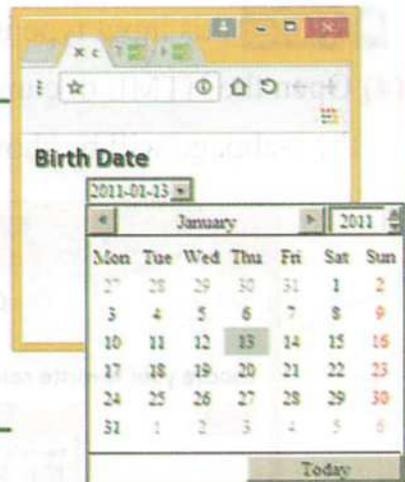 Birth Date
2011-01-13
January 2011
Mon Tue Wed Thu Fri Sat Sun
27 28 29 30 31 1 2
3 4 5 6 7 8 9
10 11 12 13 14 15 16
17 18 19 20 21 22 23
24 25 26 27 28 29 30
31 1 2 3 4 5 6
Today